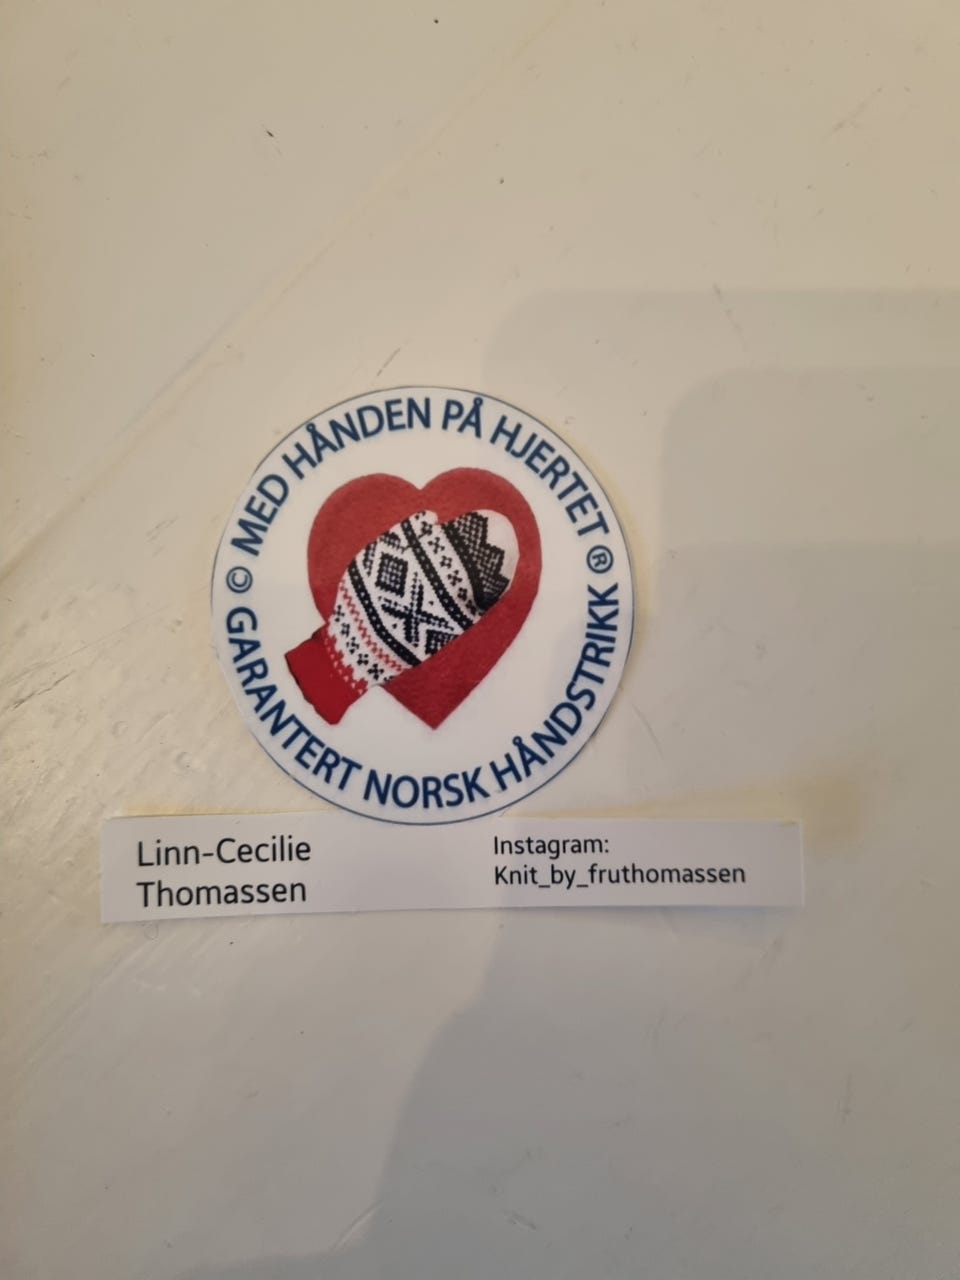 © MED HÅNDEN PÅ HJERTET ®
GARANTERT NORSK HÅNDSTRIKK
Linn-Cecilie
Thomassen
Instagram:
Knit_by_fruthomassen